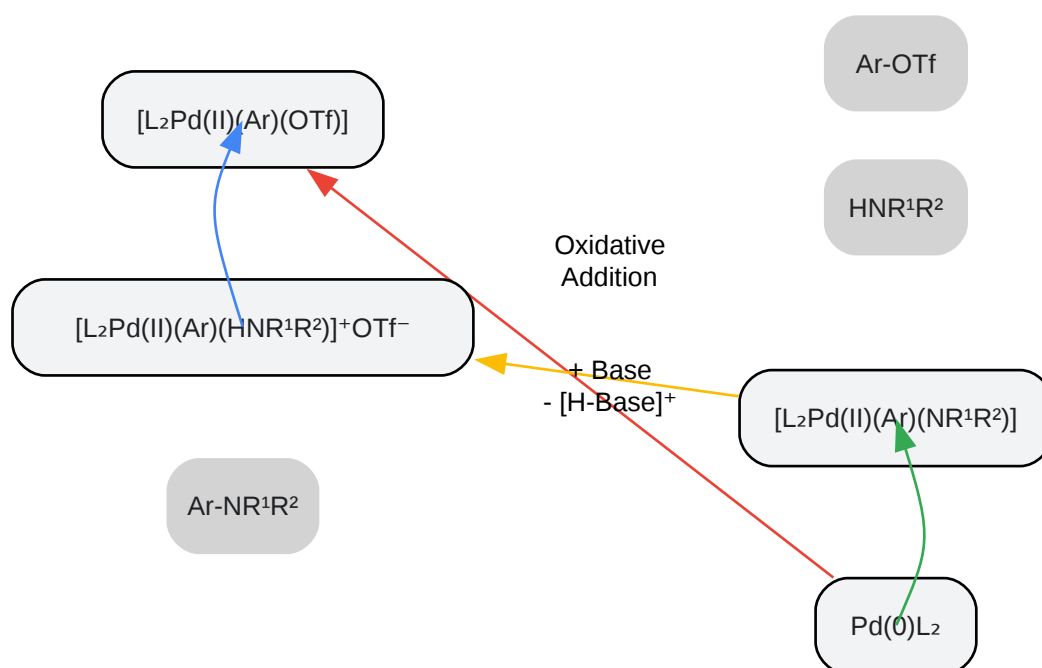 Ar-OTf
[L₂Pd(II)(Ar)(OTf)]
HNR¹R²
Oxidative
Addition
[L₂Pd(II)(Ar)(HNR¹R²)]⁺OTf⁻
+ Base
- [H-Base]⁺
[L₂Pd(II)(Ar)(NR¹R²)]
Ar-NR¹R²
Pd(0)L₂